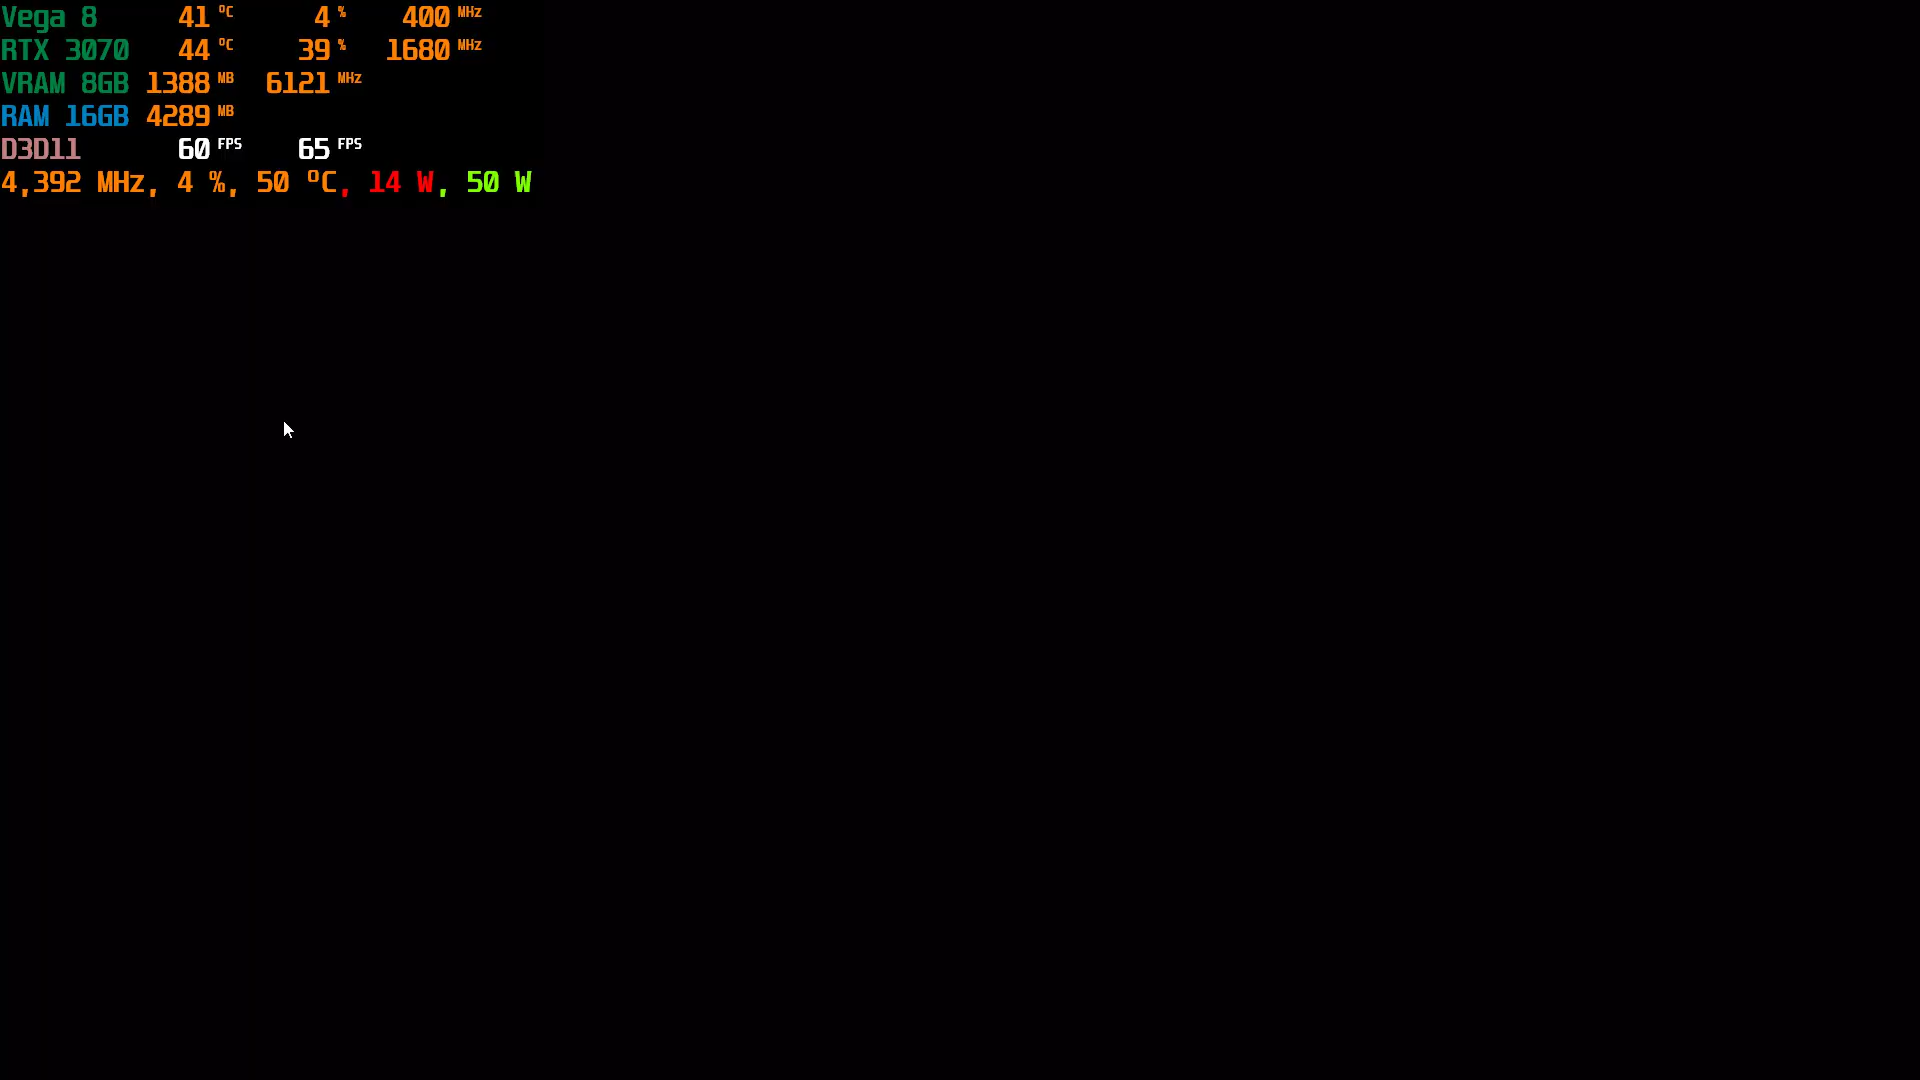 Vega 8 41 °C 4 % 400 MHz
RTX 3070 44 °C 39 % 1680 MHz
VRAM 8GB 1388 MB 6121 MHz
RAM 16GB 4289 MB
D3D11 60 FPS 65 FPS
4,392 MHz, 4 %, 50 °C, 14 W, 50 W